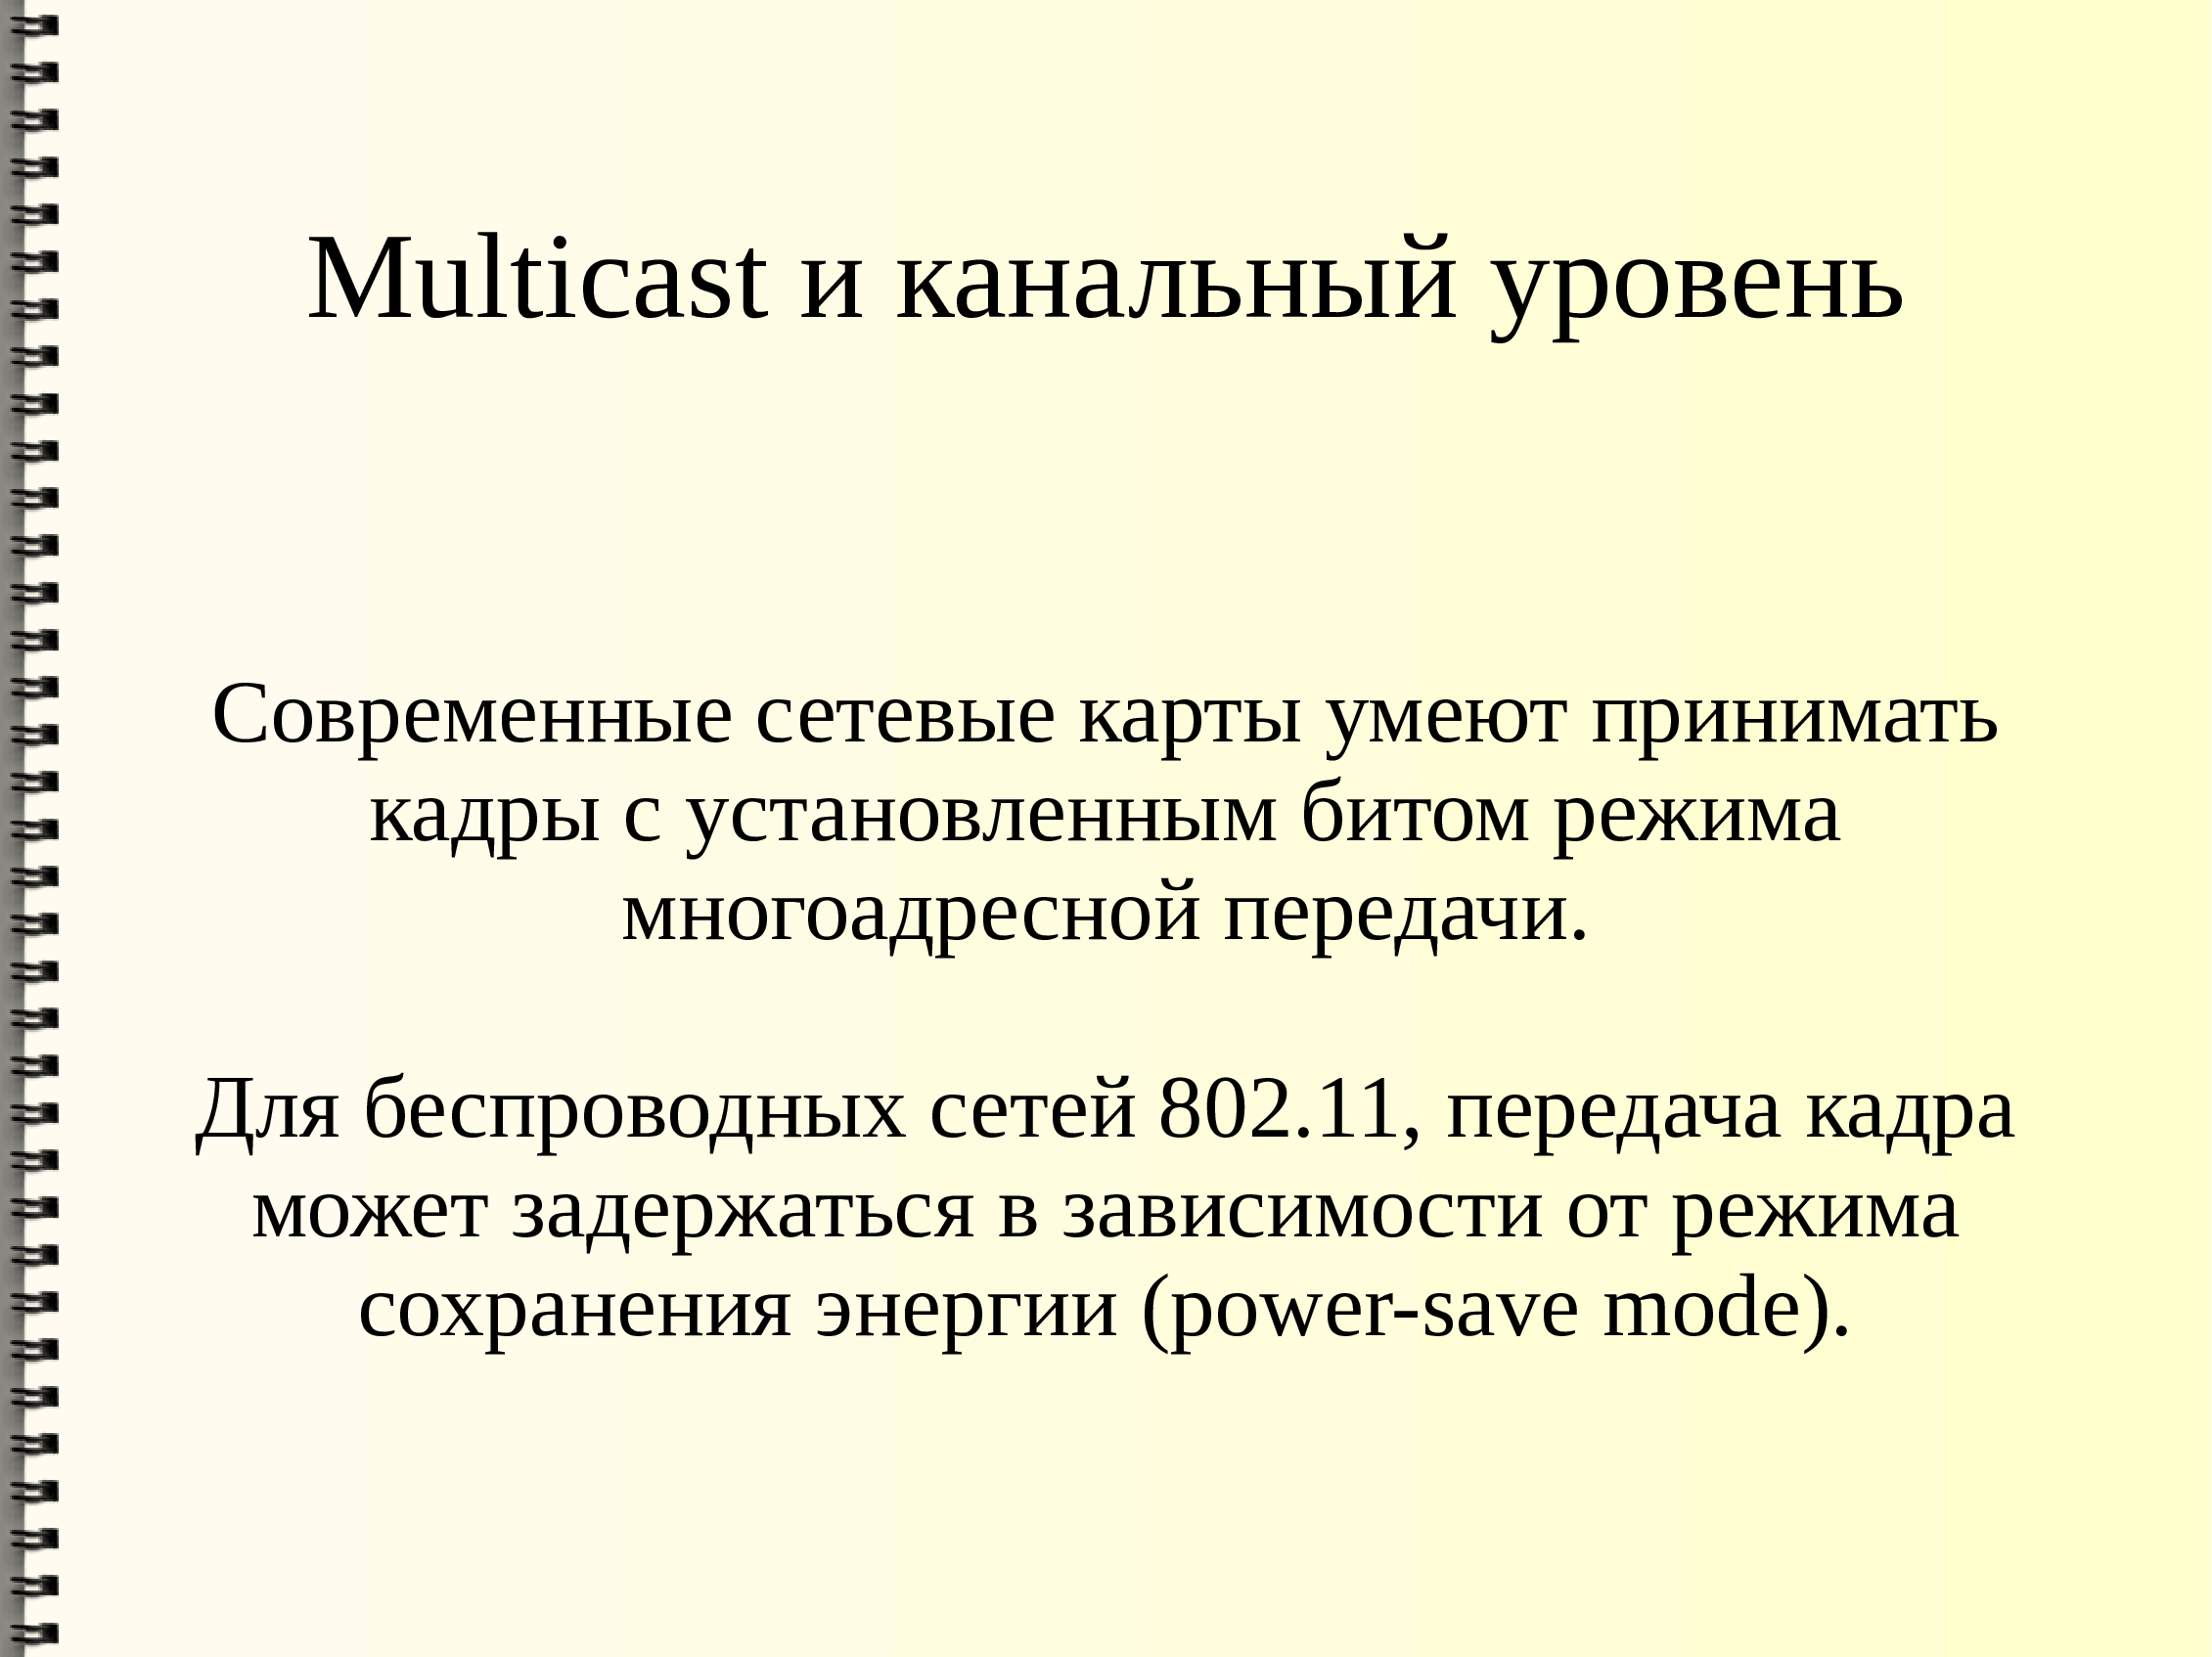 Multicast и канальный уровень
Современные сетевые карты умеют принимать
кадры с установленным битом режима
многоадресной передачи.
Для беспроводных сетей 802.11, передача кадра
может задержаться в зависимости от режима
сохранения энергии (power-save mode).